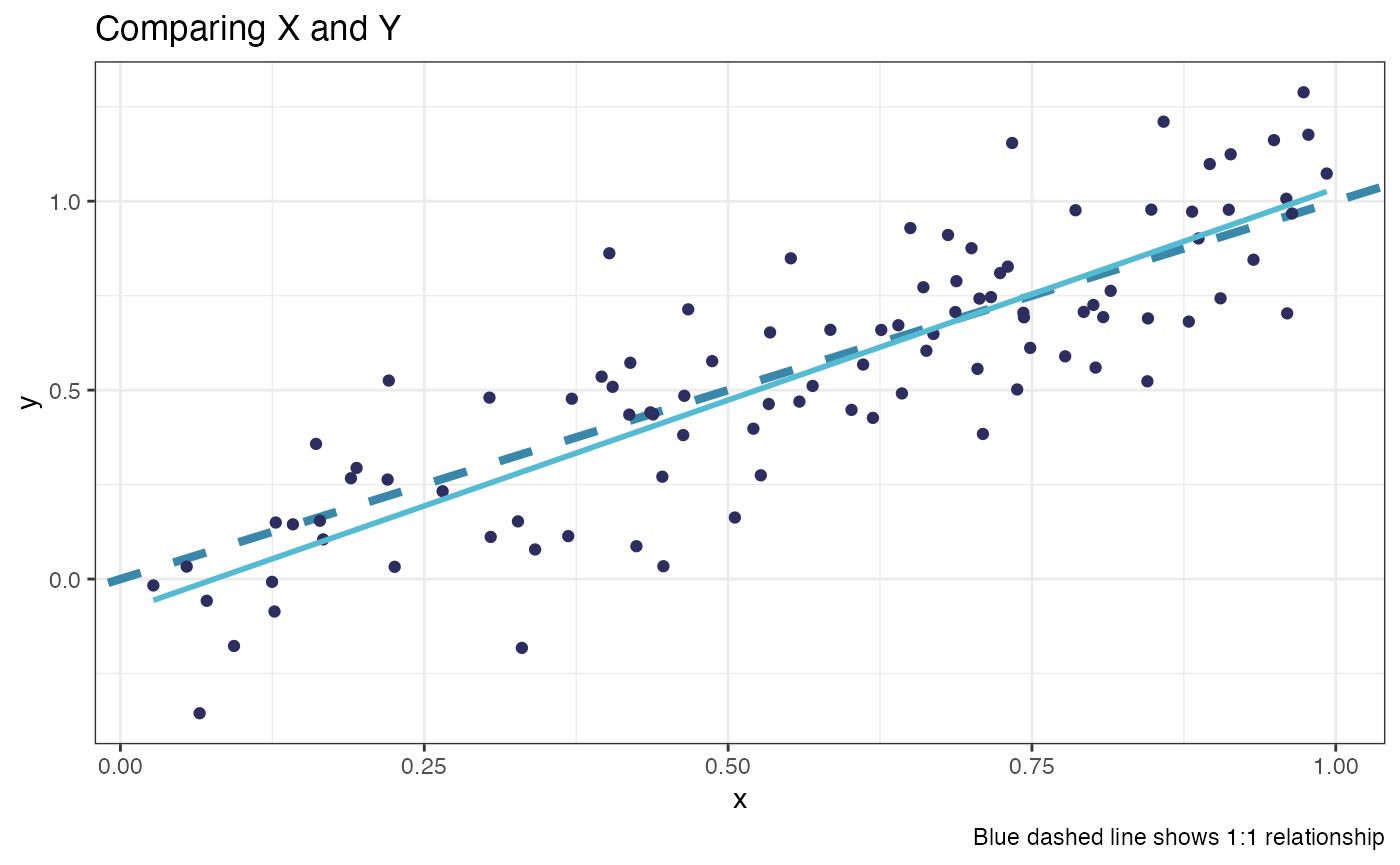 Comparing X and Y
1.0
0.5
0.0
y
0.00 0.25 0.50 0.75 1.00
x
Blue dashed line shows 1:1 relationship